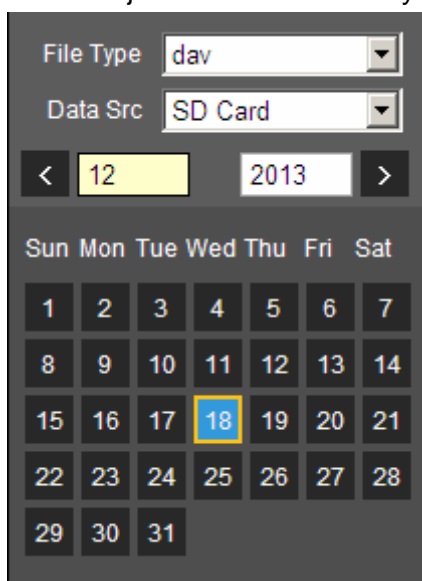 File Type dav
Data Src SD Card
< 12 2013 >
Sun Mon Tue Wed Thu Fri Sat
1 2 3 4 5 6 7
8 9 10 11 12 13 14
15 16 17 18 19 20 21
22 23 24 25 26 27 28
29 30 31